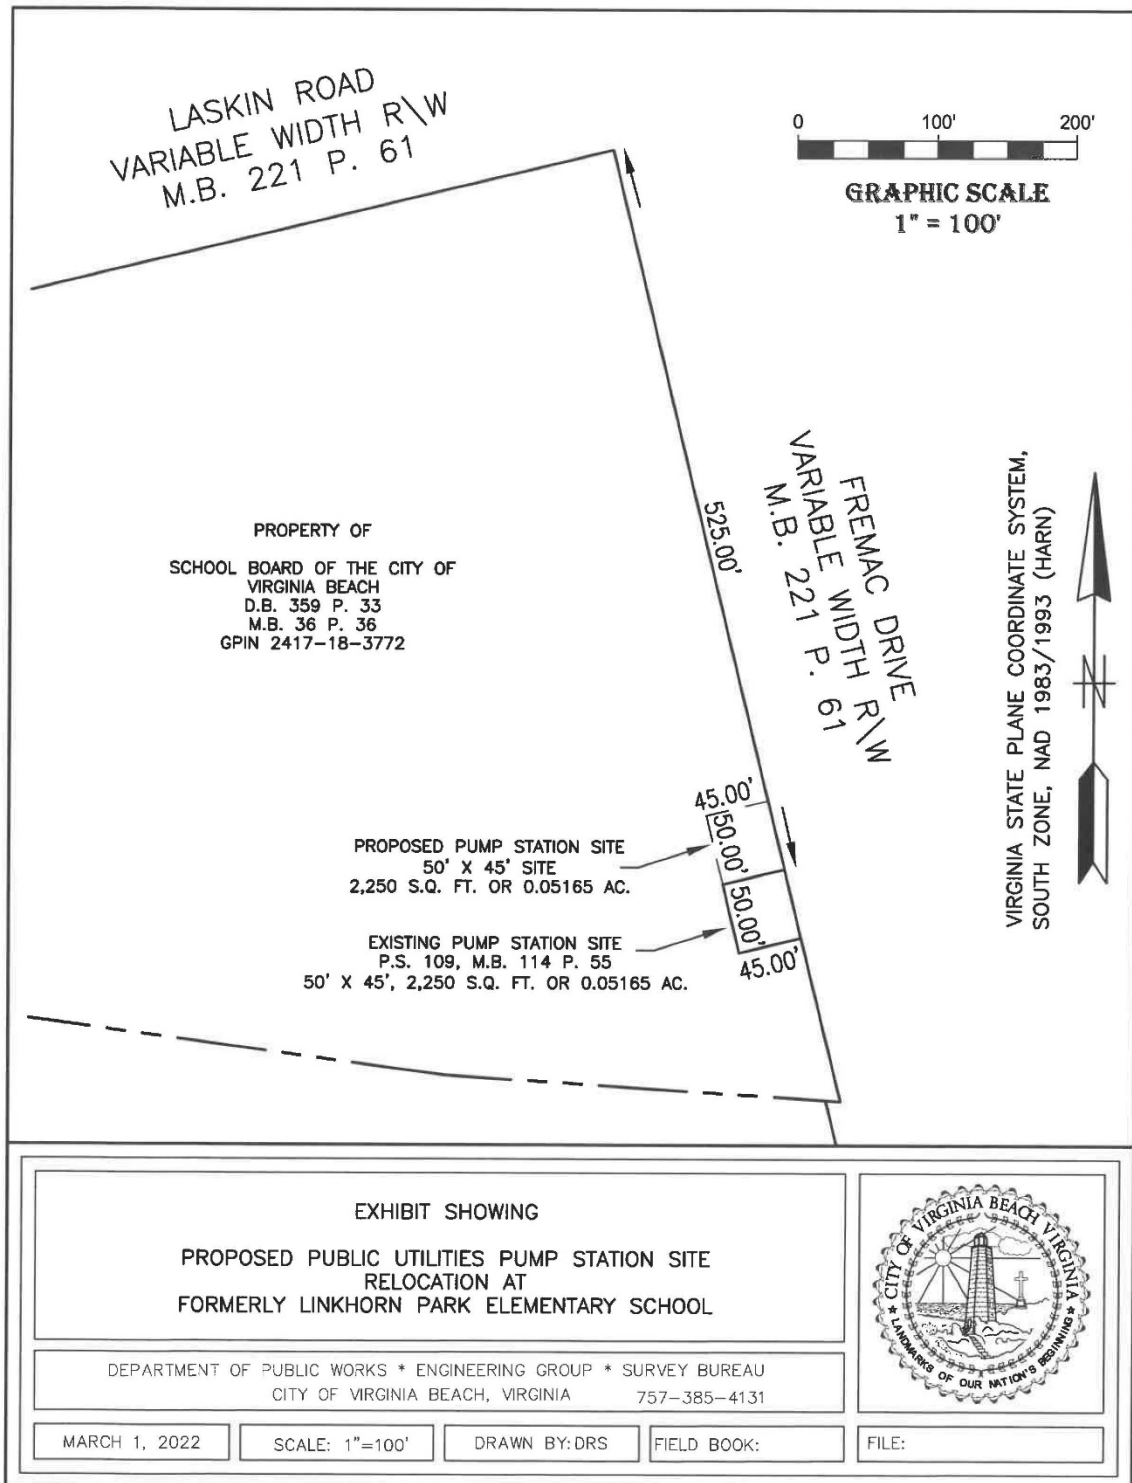 LASKIN ROAD
VARIABLE WIDTH R\W
M.B. 221 P. 61
0 100' 200'
GRAPHIC SCALE
1" = 100'
525.00'
FREMAC DRIVE
VARIABLE WIDTH R\W
M.B. 221 P. 61
VIRGINIA STATE PLANE COORDINATE SYSTEM,
SOUTH ZONE, NAD 1983/1993 (HARN)
N
PROPERTY OF
SCHOOL BOARD OF THE CITY OF
VIRGINIA BEACH
D.B. 359 P. 33
M.B. 36 P. 36
GPIN 2417-18-3772
45.00'
50.00'
PROPOSED PUMP STATION SITE
50' X 45' SITE
2,250 S.Q. FT. OR 0.05165 AC.
50.00'
45.00'
EXISTING PUMP STATION SITE
P.S. 109, M.B. 114 P. 55
50' X 45', 2,250 S.Q. FT. OR 0.05165 AC.
EXHIBIT SHOWING
PROPOSED PUBLIC UTILITIES PUMP STATION SITE
RELOCATION AT
FORMERLY LINKHORN PARK ELEMENTARY SCHOOL
CITY OF VIRGINIA BEACH VIRGINIA
* LANDMARKS OF OUR NATION'S BEGINNING *
DEPARTMENT OF PUBLIC WORKS * ENGINEERING GROUP * SURVEY BUREAU
CITY OF VIRGINIA BEACH, VIRGINIA 757-385-4131
MARCH 1, 2022
SCALE: 1"=100'
DRAWN BY: DRS
FIELD BOOK:
FILE: